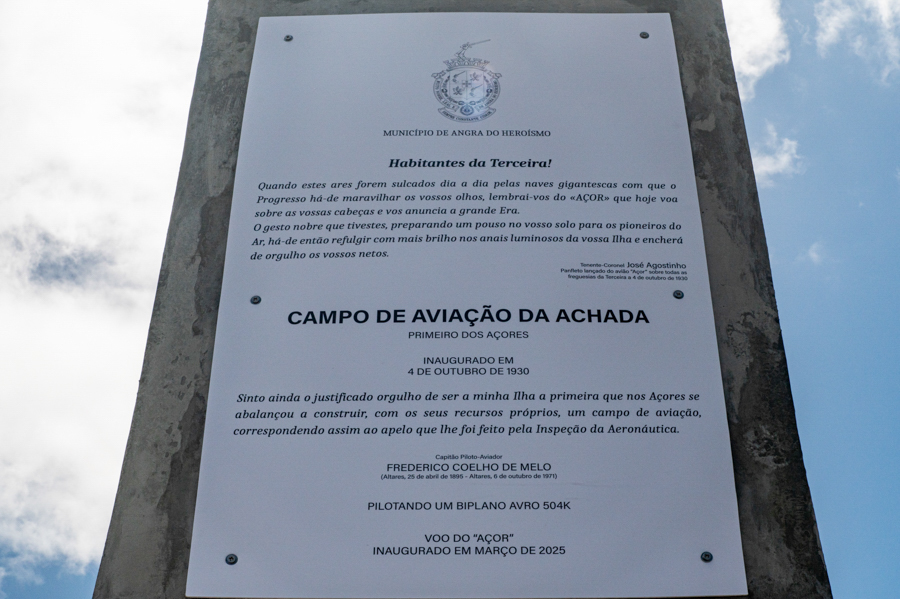 MUNICÍPIO DE ANGRA DO HEROÍSMO
Habitantes da Terceira!
Quando estes ares forem sulcados dia a dia pelas naves gigantescas com que o
Progresso há-de maravilhar os vossos olhos, lembrai-vos do «AÇOR» que hoje voa
sobre as vossas cabeças e vos anuncia a grande Era.
O gesto nobre que tivestes, preparando um pouso no vosso solo para os pioneiros do
Ar, há-de então refulgir com mais brilho nos anais luminosos da vossa Ilha e encherá
de orgulho os vossos netos.
Tenente-Coronel José Agostinho
Panfleto lançado do avião "Açor" sobre todas as
freguesias da Terceira a 4 de outubro de 1930
CAMPO DE AVIAÇÃO DA ACHADA
PRIMEIRO DOS AÇORES
INAUGURADO EM
4 DE OUTUBRO DE 1930
Sinto ainda o justificado orgulho de ser a minha Ilha a primeira que nos Açores se
abalançou a construir, com os seus recursos próprios, um campo de aviação,
correspondendo assim ao apelo que lhe foi feito pela Inspeção da Aeronáutica.
Capitão Piloto-Aviador
FREDERICO COELHO DE MELO
(Altares, 25 de abril de 1895 - Altares, 6 de outubro de 1971)
PILOTANDO UM BIPLANO AVRO 504K
VOO DO “AÇOR”
INAUGURADO EM MARÇO DE 2025